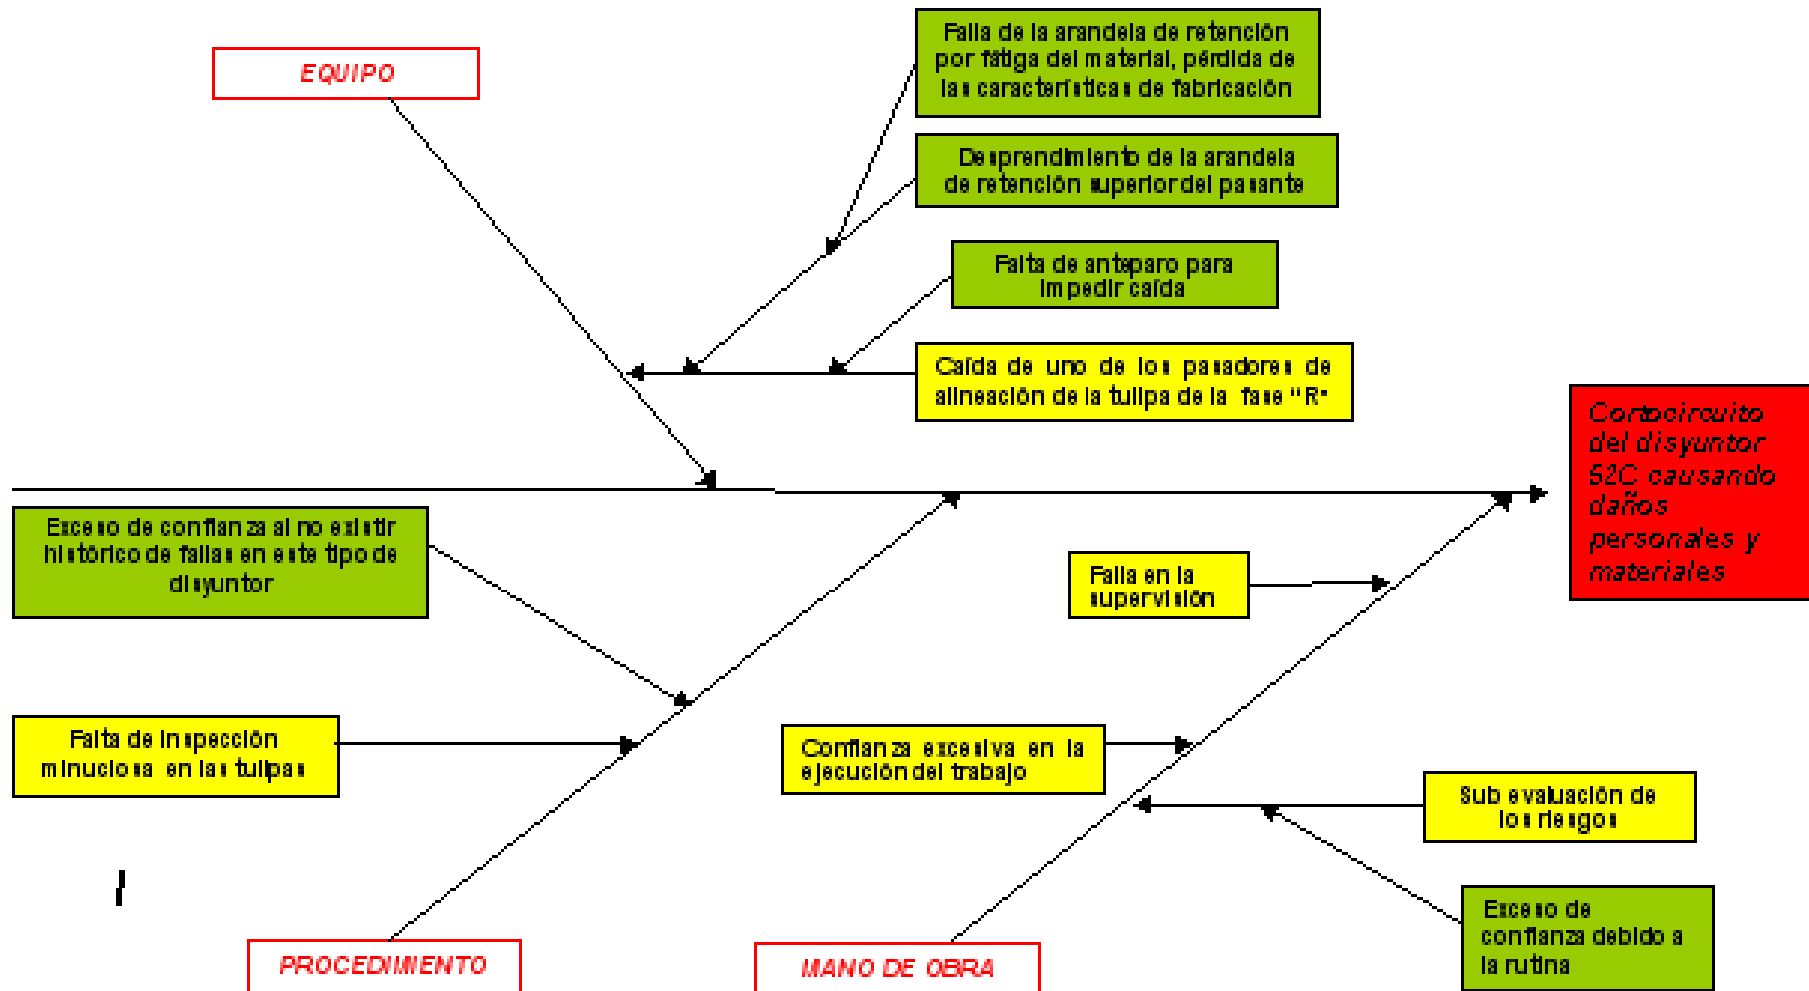 EQUIPO
Falla de la arandela de retención
por fátiga del material, pérdida de
las características de fabricación
Desprendimiento de la arandela
de retención superior del pasante
Falta de anteparo para
impedir caída
Caída de uno de los pasadores de
alineación de la tulipa de la fase "R"
Cortocircuito
del disyuntor
52C causando
daños
personales y
materiales
Exceso de confianza al no existir
histórico de fallas en este tipo de
disyuntor
Falla en la
supervisión
Falta de inspección
minuciosa en las tulipas
Confianza excesiva en la
ejecución del trabajo
Sub evaluación de
los riesgos
Exceso de
confianza debido a
la rutina
PROCEDIMIENTO
MANO DE OBRA